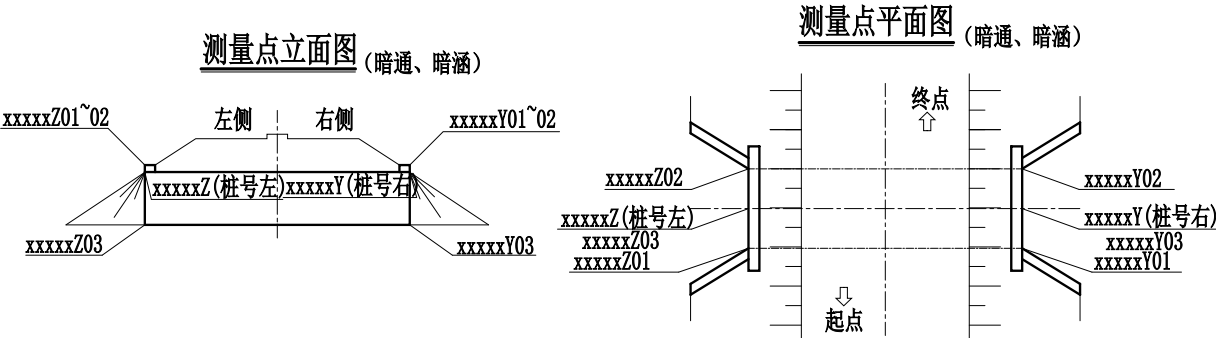 测量点立面图 (暗通、暗涵)
xxxxxZ01~02
左侧
右侧
xxxxxY01~02
xxxxxZ(桩号左)
xxxxxY(桩号右)
xxxxxZ03
xxxxxY03
测量点平面图 (暗通、暗涵)
终点
xxxxxZ02
xxxxxY02
xxxxxZ(桩号左)
xxxxxY(桩号右)
xxxxxZ03
xxxxxY03
xxxxxZ01
xxxxxY01
起点